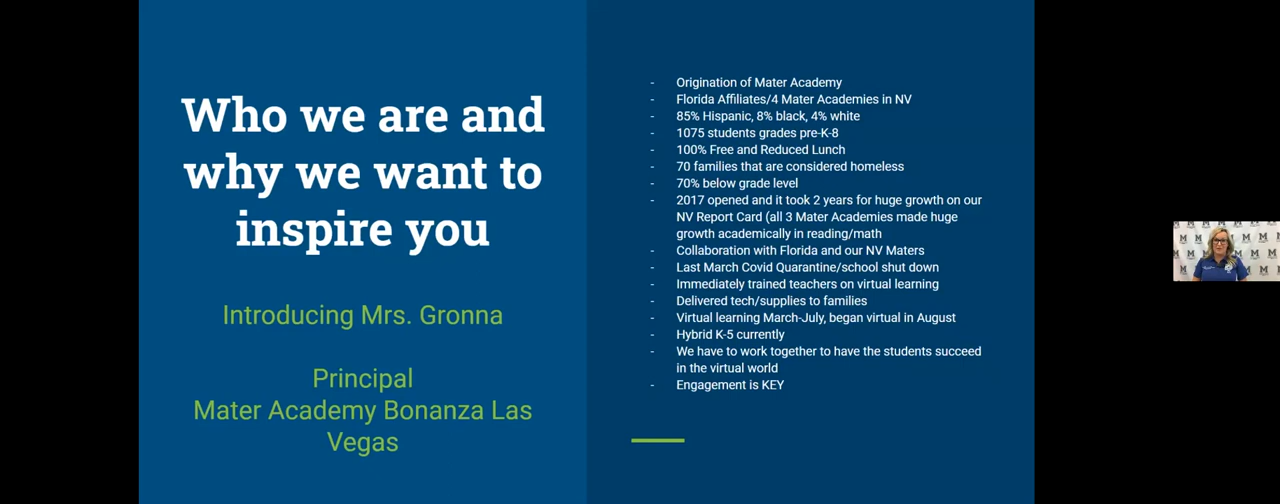 Who we are and
why we want to
inspire you
Introducing Mrs. Gronna
Principal
Mater Academy Bonanza Las
Vegas
- Origination of Mater Academy
- Florida Affiliates/4 Mater Academies in NV
- 85% Hispanic, 8% black, 4% white
- 1075 students grades pre-K-8
- 100% Free and Reduced Lunch
- 70 families that are considered homeless
- 70% below grade level
- 2017 opened and it took 2 years for huge growth on our
NV Report Card (all 3 Mater Academies made huge
growth academically in reading/math
- Collaboration with Florida and our NV Maters
- Last March Covid Quarantine/school shut down
- Immediately trained teachers on virtual learning
- Delivered tech/supplies to families
- Virtual learning March-July, began virtual in August
- Hybrid K-5 currently
- We have to work together to have the students succeed
in the virtual world
- Engagement is KEY